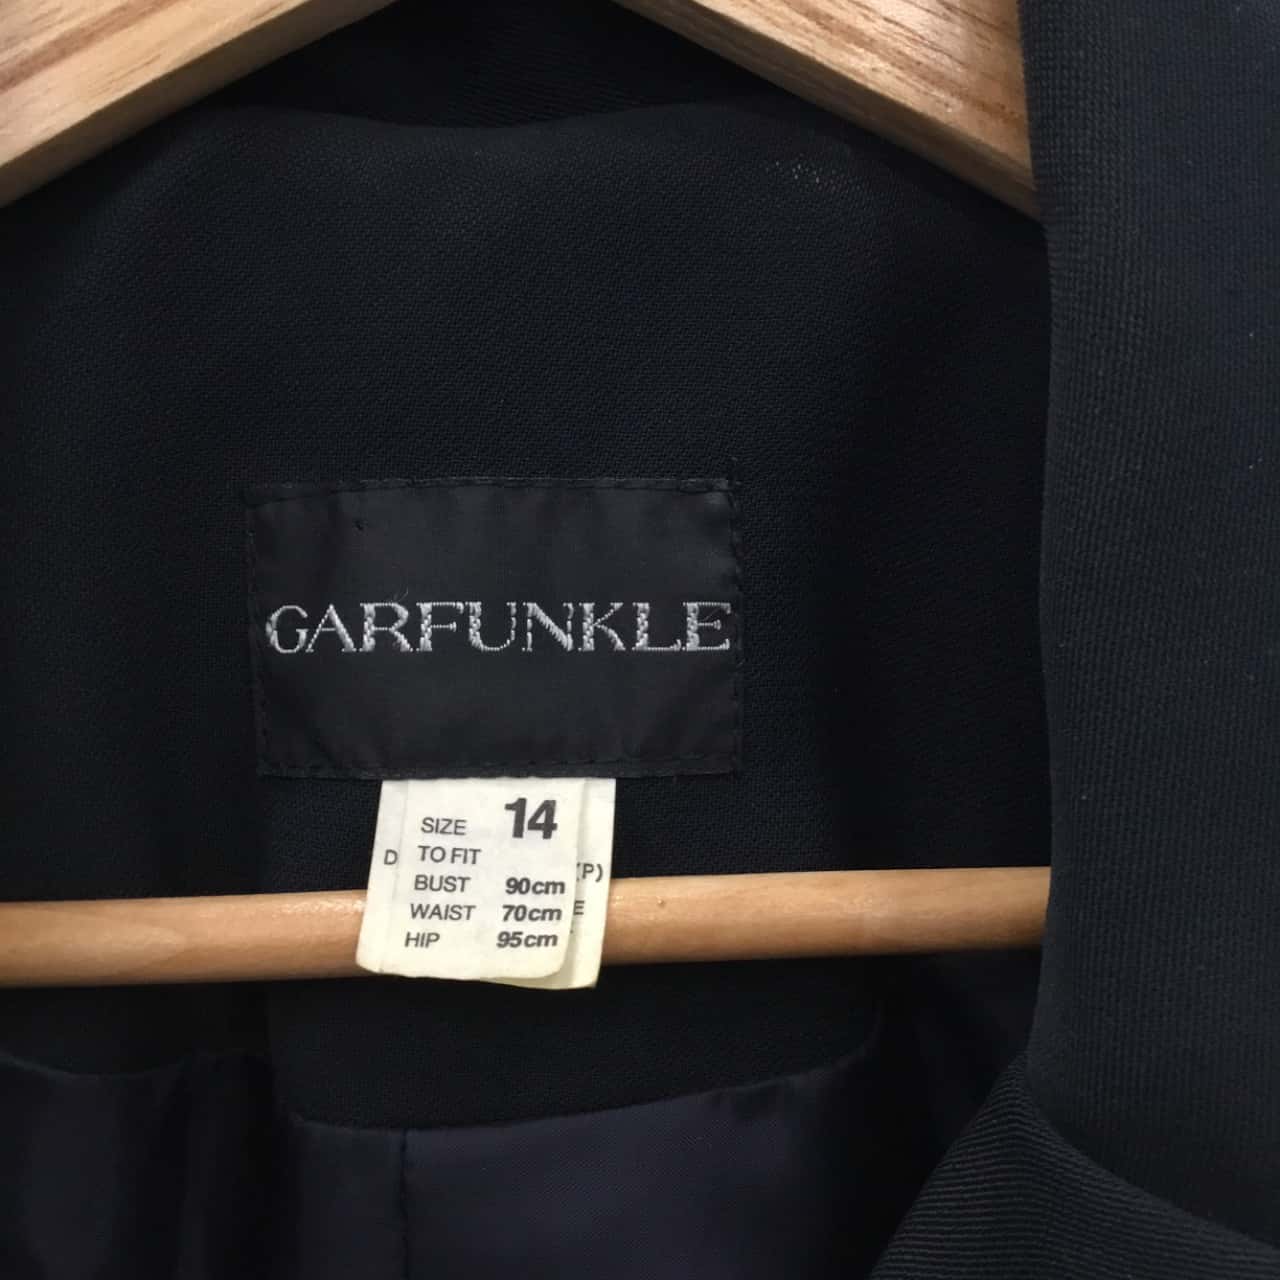 GARFUNKLE
SIZE 14
TO FIT
BUST 90cm
WAIST 70cm
HIP 95cm
D
(P)
E